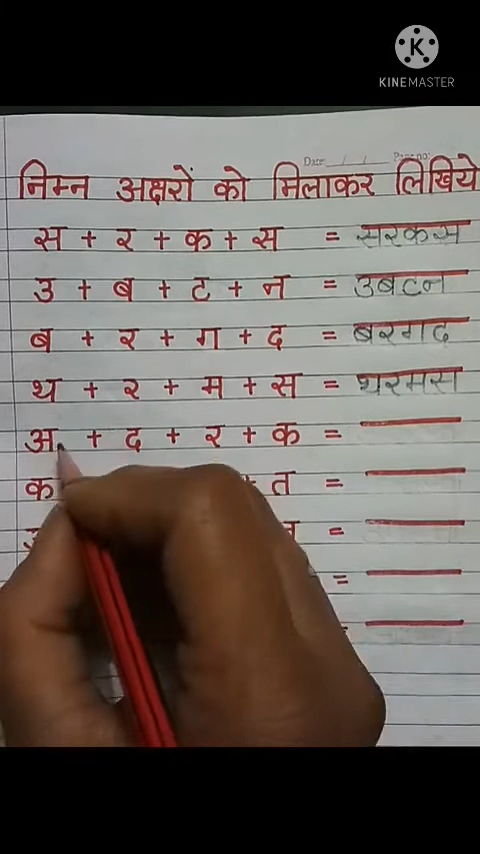 K
KINEMASTER
Date: / / Page no:
निम्न अक्षरों को मिलाकर लिखिये
स + र + क + स = सरकस
उ + ब + ट + न = उबटन
ब + र + ग + द = बरगद
थ + र + म + स = थरमस
अ + द + र + क =
क + त =
=
=